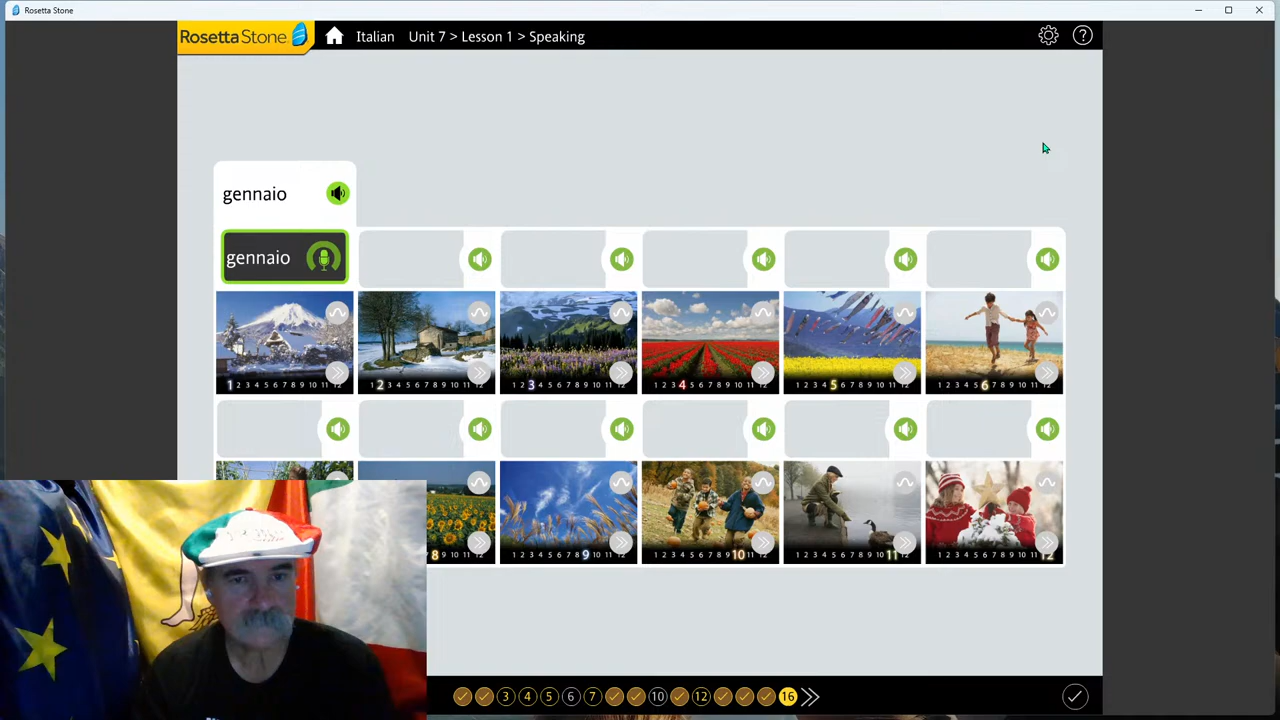 Rosetta Stone
RosettaStone Italian Unit 7 > Lesson 1 > Speaking
gennaio
gennaio
1 2 3 4 5 6 7 8 9 10 11 12
1 2 3 4 5 6 7 8 9 10 11 12
1 2 3 4 5 6 7 8 9 10 11 12
1 2 3 4 5 6 7 8 9 10 11 12
1 2 3 4 5 6 7 8 9 10 11 12
1 2 3 4 5 6 7 8 9 10 11 12
8 9 10 11 12
1 2 3 4 5 6 7 8 9 10 11 12
1 2 3 4 5 6 7 8 9 10 11 12
1 2 3 4 5 6 7 8 9 10 11 12
1 2 3 4 5 6 7 8 9 10 11 12
3 4 5 6 7 10 12 16